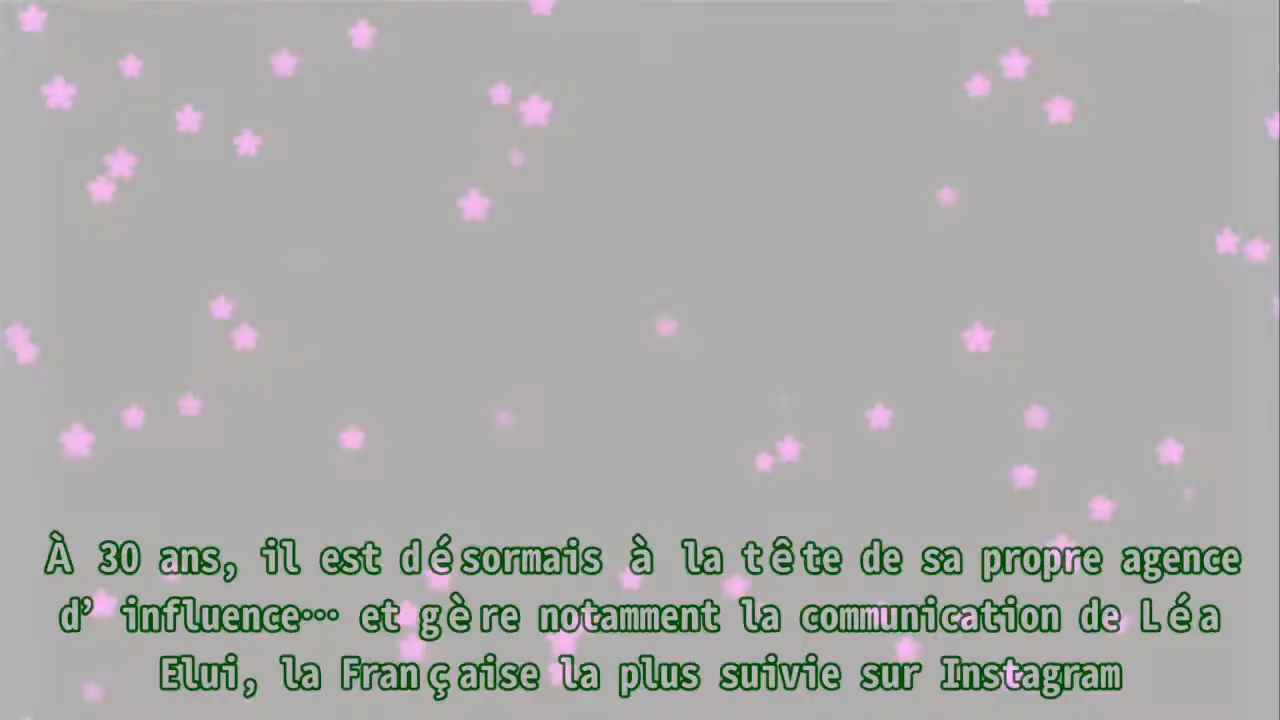 À 30 ans, il est désormais à la tête de sa propre agence
d’influence… et gère notamment la communication de Léa
Elui, la Française la plus suivie sur Instagram